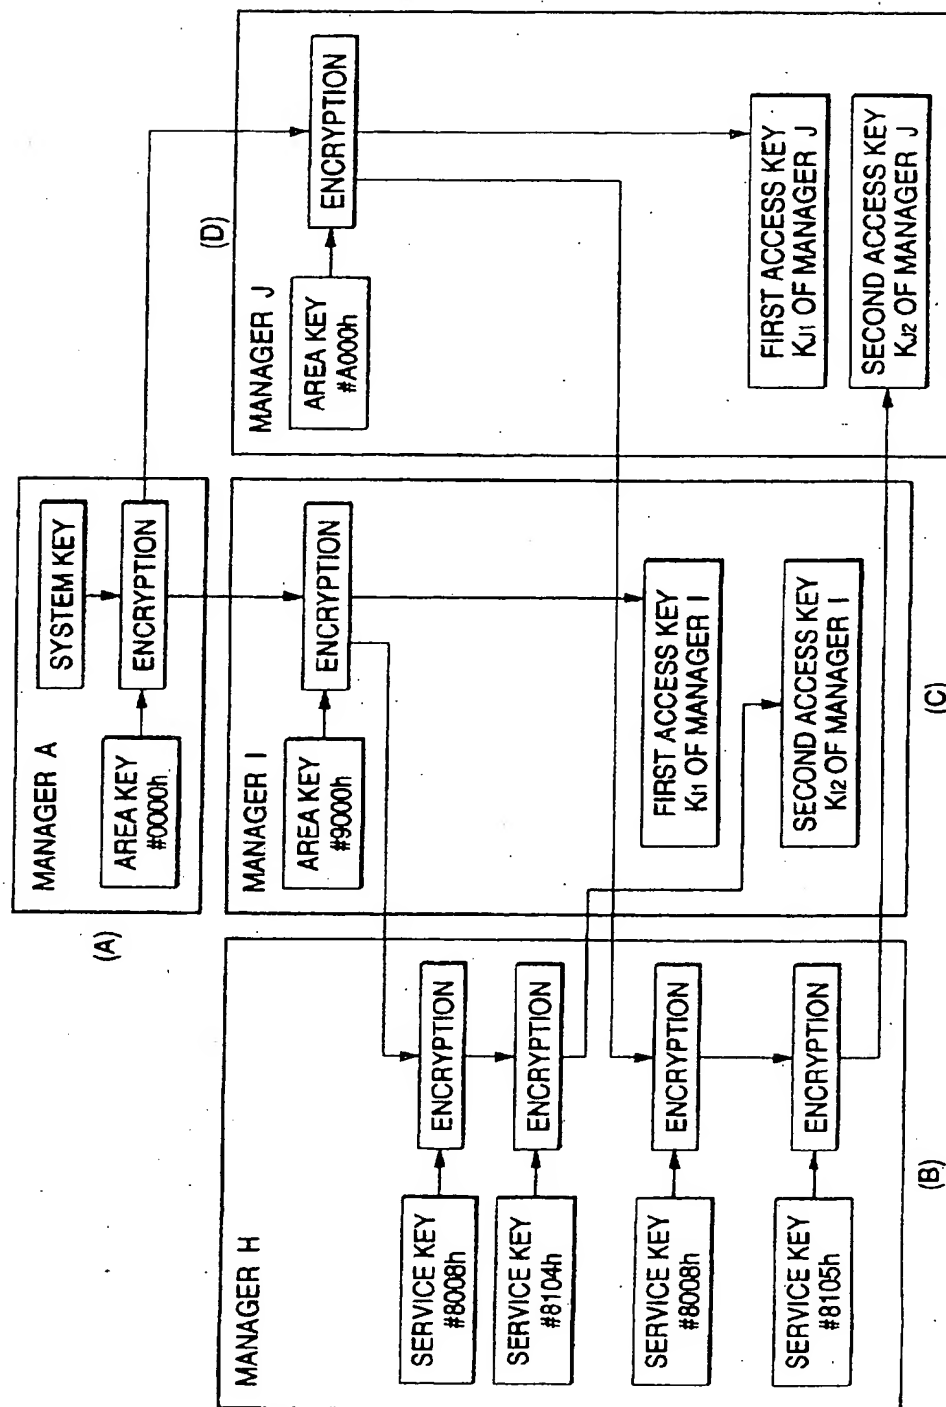 MANAGER A
SYSTEM KEY
AREA KEY
#0000h
ENCRYPTION
(A)
MANAGER H
SERVICE KEY
#8008h
ENCRYPTION
SERVICE KEY
#8104h
ENCRYPTION
SERVICE KEY
#8008h
ENCRYPTION
SERVICE KEY
#8105h
ENCRYPTION
(B)
MANAGER I
AREA KEY
#9000h
ENCRYPTION
FIRST ACCESS KEY
KI1 OF MANAGER I
SECOND ACCESS KEY
KI2 OF MANAGER I
(C)
(D)
MANAGER J
AREA KEY
#A000h
ENCRYPTION
FIRST ACCESS KEY
KJ1 OF MANAGER J
SECOND ACCESS KEY
KJ2 OF MANAGER J